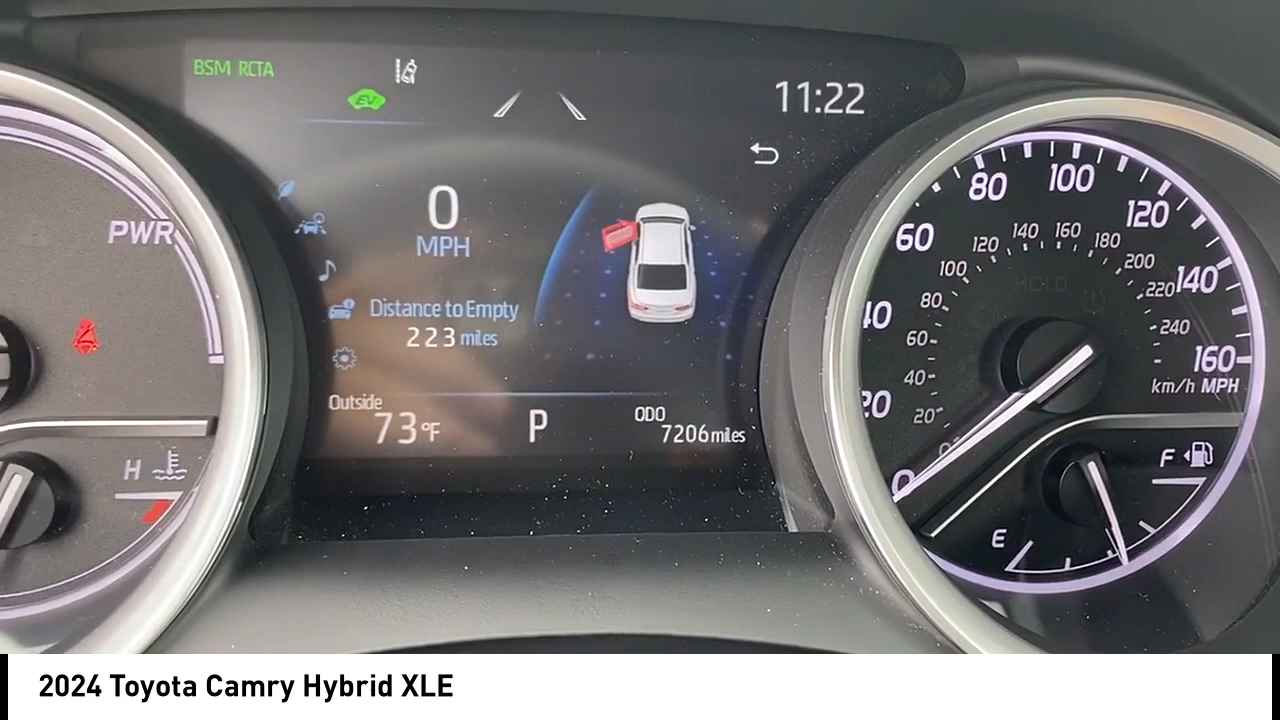 BSM RCTA
EV
11:22
0
MPH
Distance to Empty
223 miles
Outside
73°F
P
ODO
7206 miles
PWR
H
0
20
40
60
80
100
120
140
160
20
40
60
80
100
120
140
160
180
200
220
240
km/h MPH
HOLD
F
E
2024 Toyota Camry Hybrid XLE